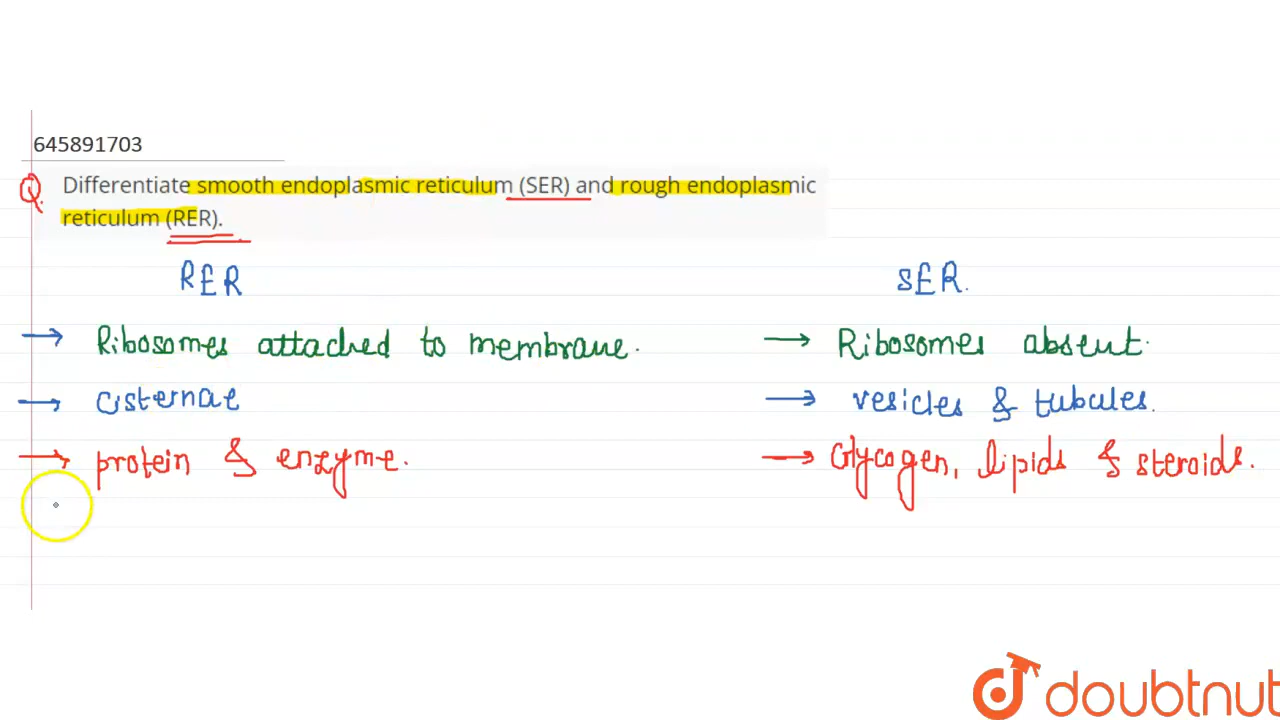 645891703
Q. Differentiate smooth endoplasmic reticulum (SER) and rough endoplasmic
reticulum (RER).
RER SER.
→ Ribosomes attached to membrane. → Ribosomes absent.
→ Cisternae → vesicles & tubules.
→ protein & enzyme. → Glycogen, lipids & steroids.
doubtnut